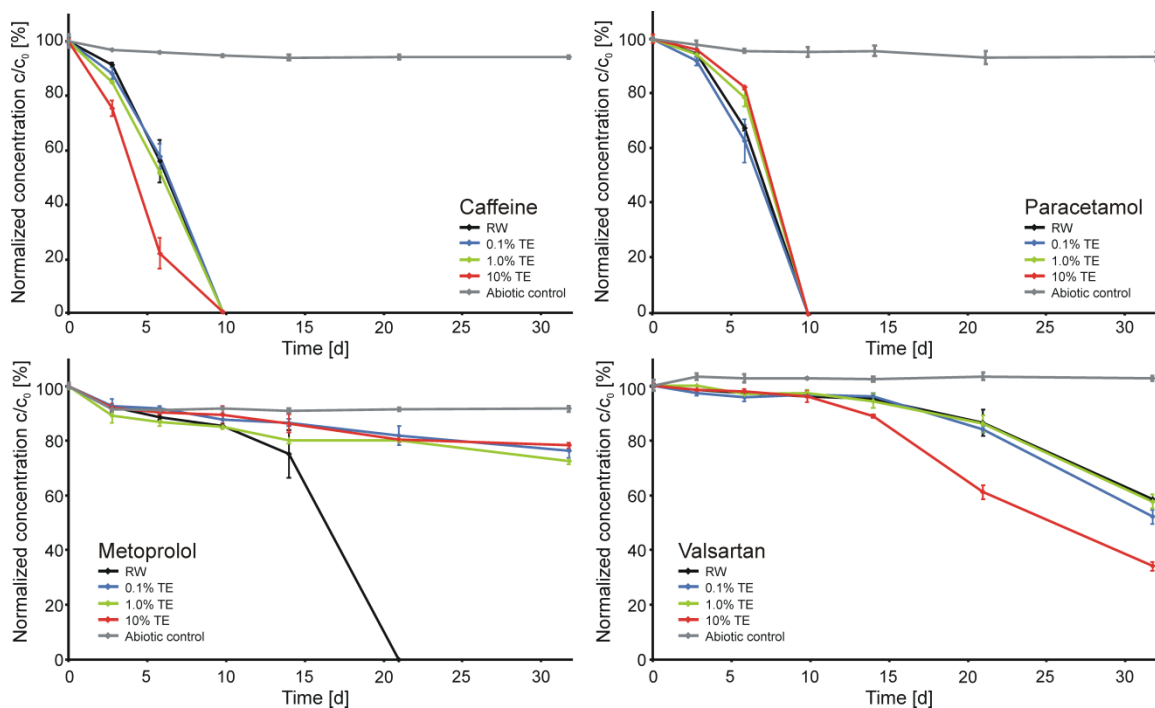 Normalized concentration c/c₀ [%]
100
80
60
40
20
0
Caffeine
RW
0.1% TE
1.0% TE
10% TE
Abiotic control
0 5 10 15 20 25 30
Time [d]
Normalized concentration c/c₀ [%]
100
80
60
40
20
0
Paracetamol
RW
0.1% TE
1.0% TE
10% TE
Abiotic control
0 5 10 15 20 25 30
Time [d]
Normalized concentration c/c₀ [%]
100
80
60
40
20
0
Metoprolol
RW
0.1% TE
1.0% TE
10% TE
Abiotic control
0 5 10 15 20 25 30
Time [d]
Normalized concentration c/c₀ [%]
100
80
60
40
20
0
Valsartan
RW
0.1% TE
1.0% TE
10% TE
Abiotic control
0 5 10 15 20 25 30
Time [d]